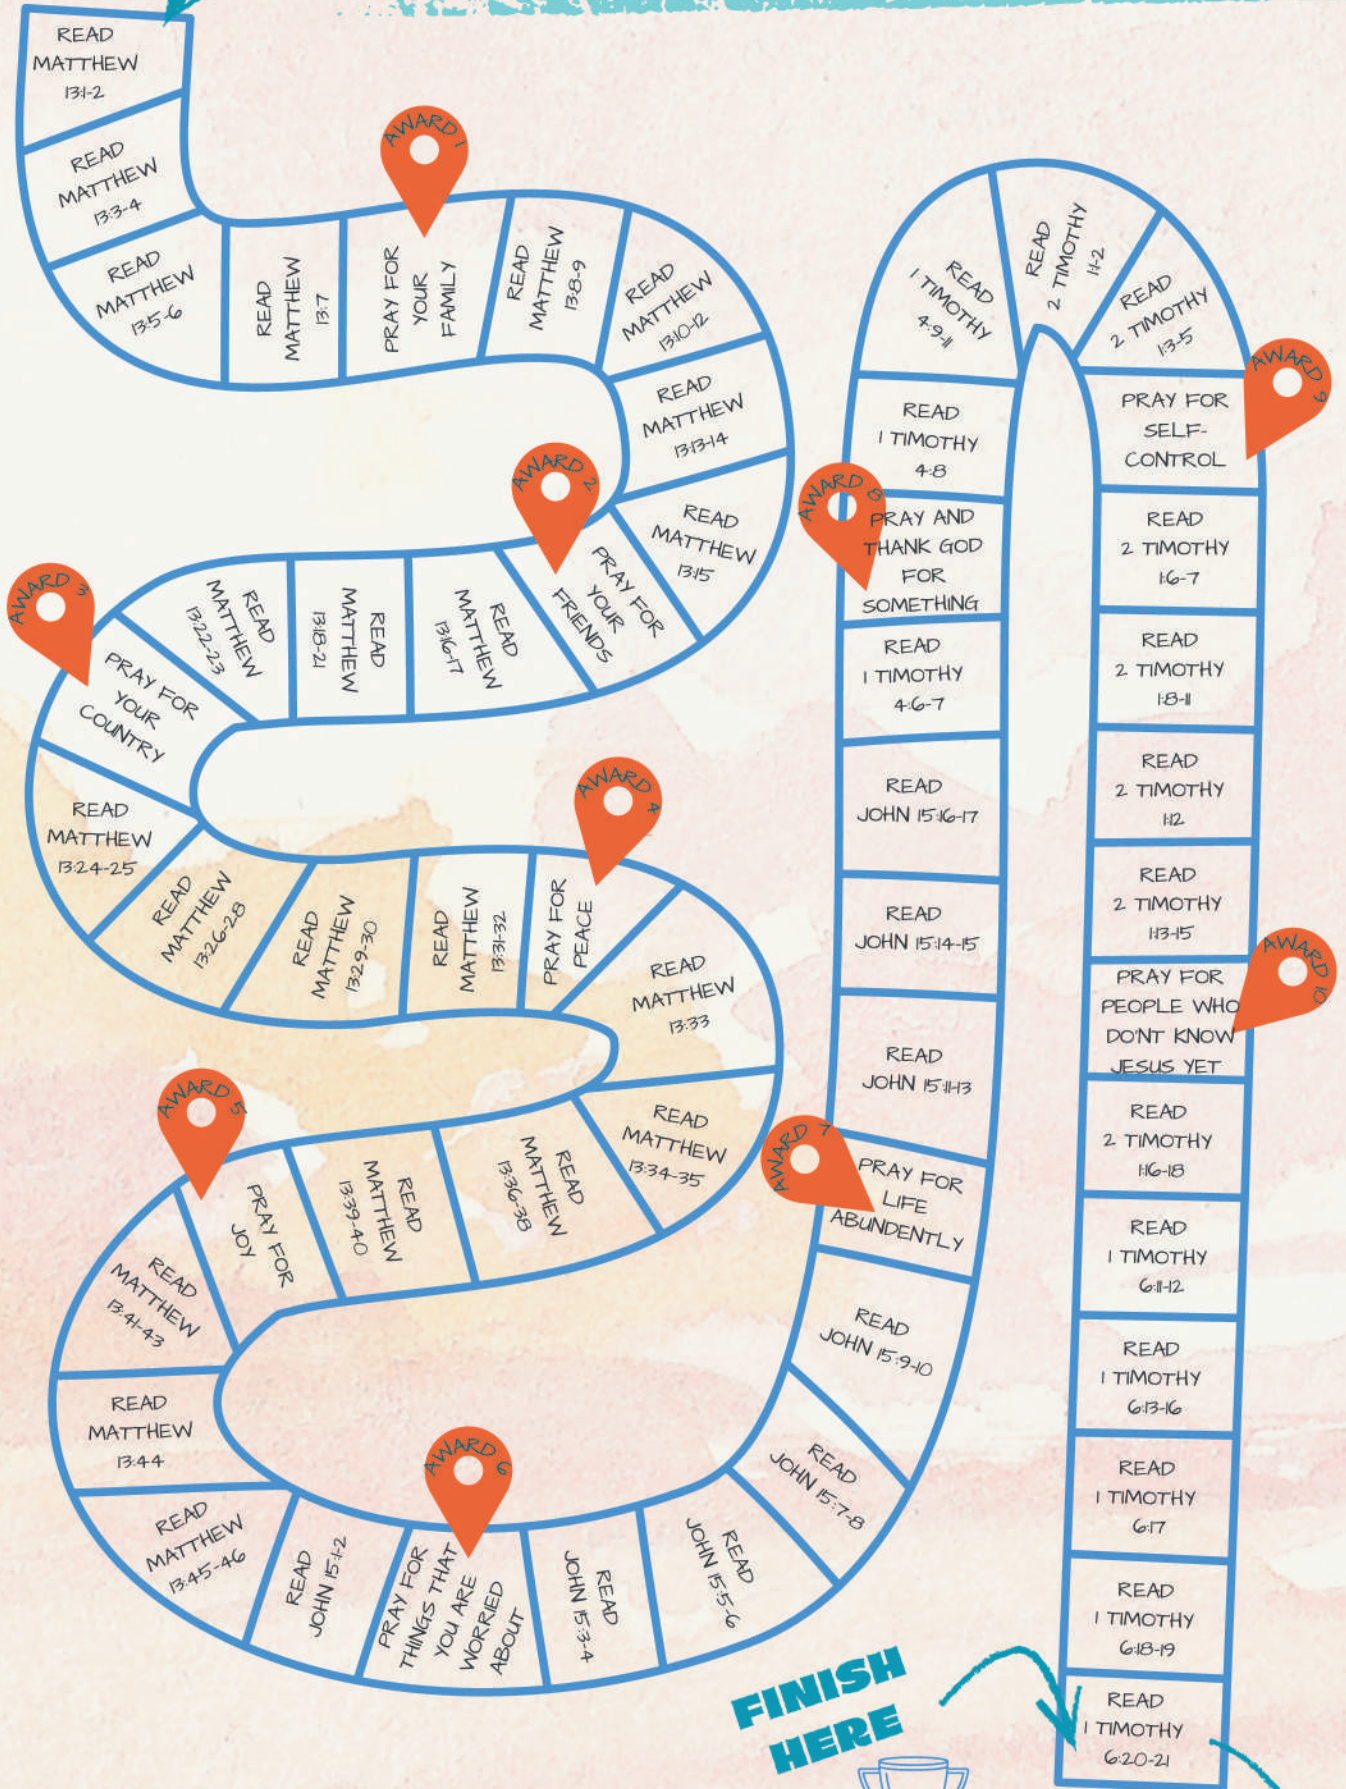 READ
MATTHEW
13:1-2
READ
MATTHEW
13:3-4
READ
MATTHEW
13:5-6
READ
MATTHEW
13:7
AWARD 1
PRAY FOR
YOUR
FAMILY
READ
MATTHEW
13:8-9
READ
MATTHEW
13:10-12
READ
MATTHEW
13:13-14
READ
MATTHEW
13:15
AWARD 2
PRAY FOR
YOUR
FRIENDS
READ
MATTHEW
13:16-17
READ
MATTHEW
13:18-21
READ
MATTHEW
13:22-23
AWARD 3
PRAY FOR
YOUR
COUNTRY
READ
MATTHEW
13:24-25
READ
MATTHEW
13:26-28
READ
MATTHEW
13:29-30
READ
MATTHEW
13:31-32
AWARD 4
PRAY FOR
PEACE
READ
MATTHEW
13:33
READ
MATTHEW
13:34-35
READ
MATTHEW
13:36-38
READ
MATTHEW
13:39-40
AWARD 5
PRAY FOR
JOY
READ
MATTHEW
13:41-43
READ
MATTHEW
13:44
READ
MATTHEW
13:45-46
READ
JOHN 15:1-2
AWARD 6
PRAY FOR
THINGS THAT
YOU ARE
WORRIED
ABOUT
READ
JOHN 15:3-4
READ
JOHN 15:5-6
READ
JOHN 15:7-8
READ
JOHN 15:9-10
AWARD 7
PRAY FOR
LIFE
ABUNDENTLY
READ
JOHN 15:11-13
READ
JOHN 15:14-15
READ
JOHN 15:16-17
READ
1 TIMOTHY
4:6-7
AWARD 8
PRAY AND
THANK GOD
FOR
SOMETHING
READ
1 TIMOTHY
4:8
READ
1 TIMOTHY
4:9-11
READ
2 TIMOTHY
1:1-2
READ
2 TIMOTHY
1:3-5
AWARD 9
PRAY FOR
SELF-
CONTROL
READ
2 TIMOTHY
1:6-7
READ
2 TIMOTHY
1:8-11
READ
2 TIMOTHY
1:12
READ
2 TIMOTHY
1:13-15
AWARD 10
PRAY FOR
PEOPLE WHO
DO'NT KNOW
JESUS YET
READ
2 TIMOTHY
1:16-18
READ
1 TIMOTHY
6:11-12
READ
1 TIMOTHY
6:13-16
READ
1 TIMOTHY
6:17
READ
1 TIMOTHY
6:18-19
READ
1 TIMOTHY
6:20-21
FINISH
HERE